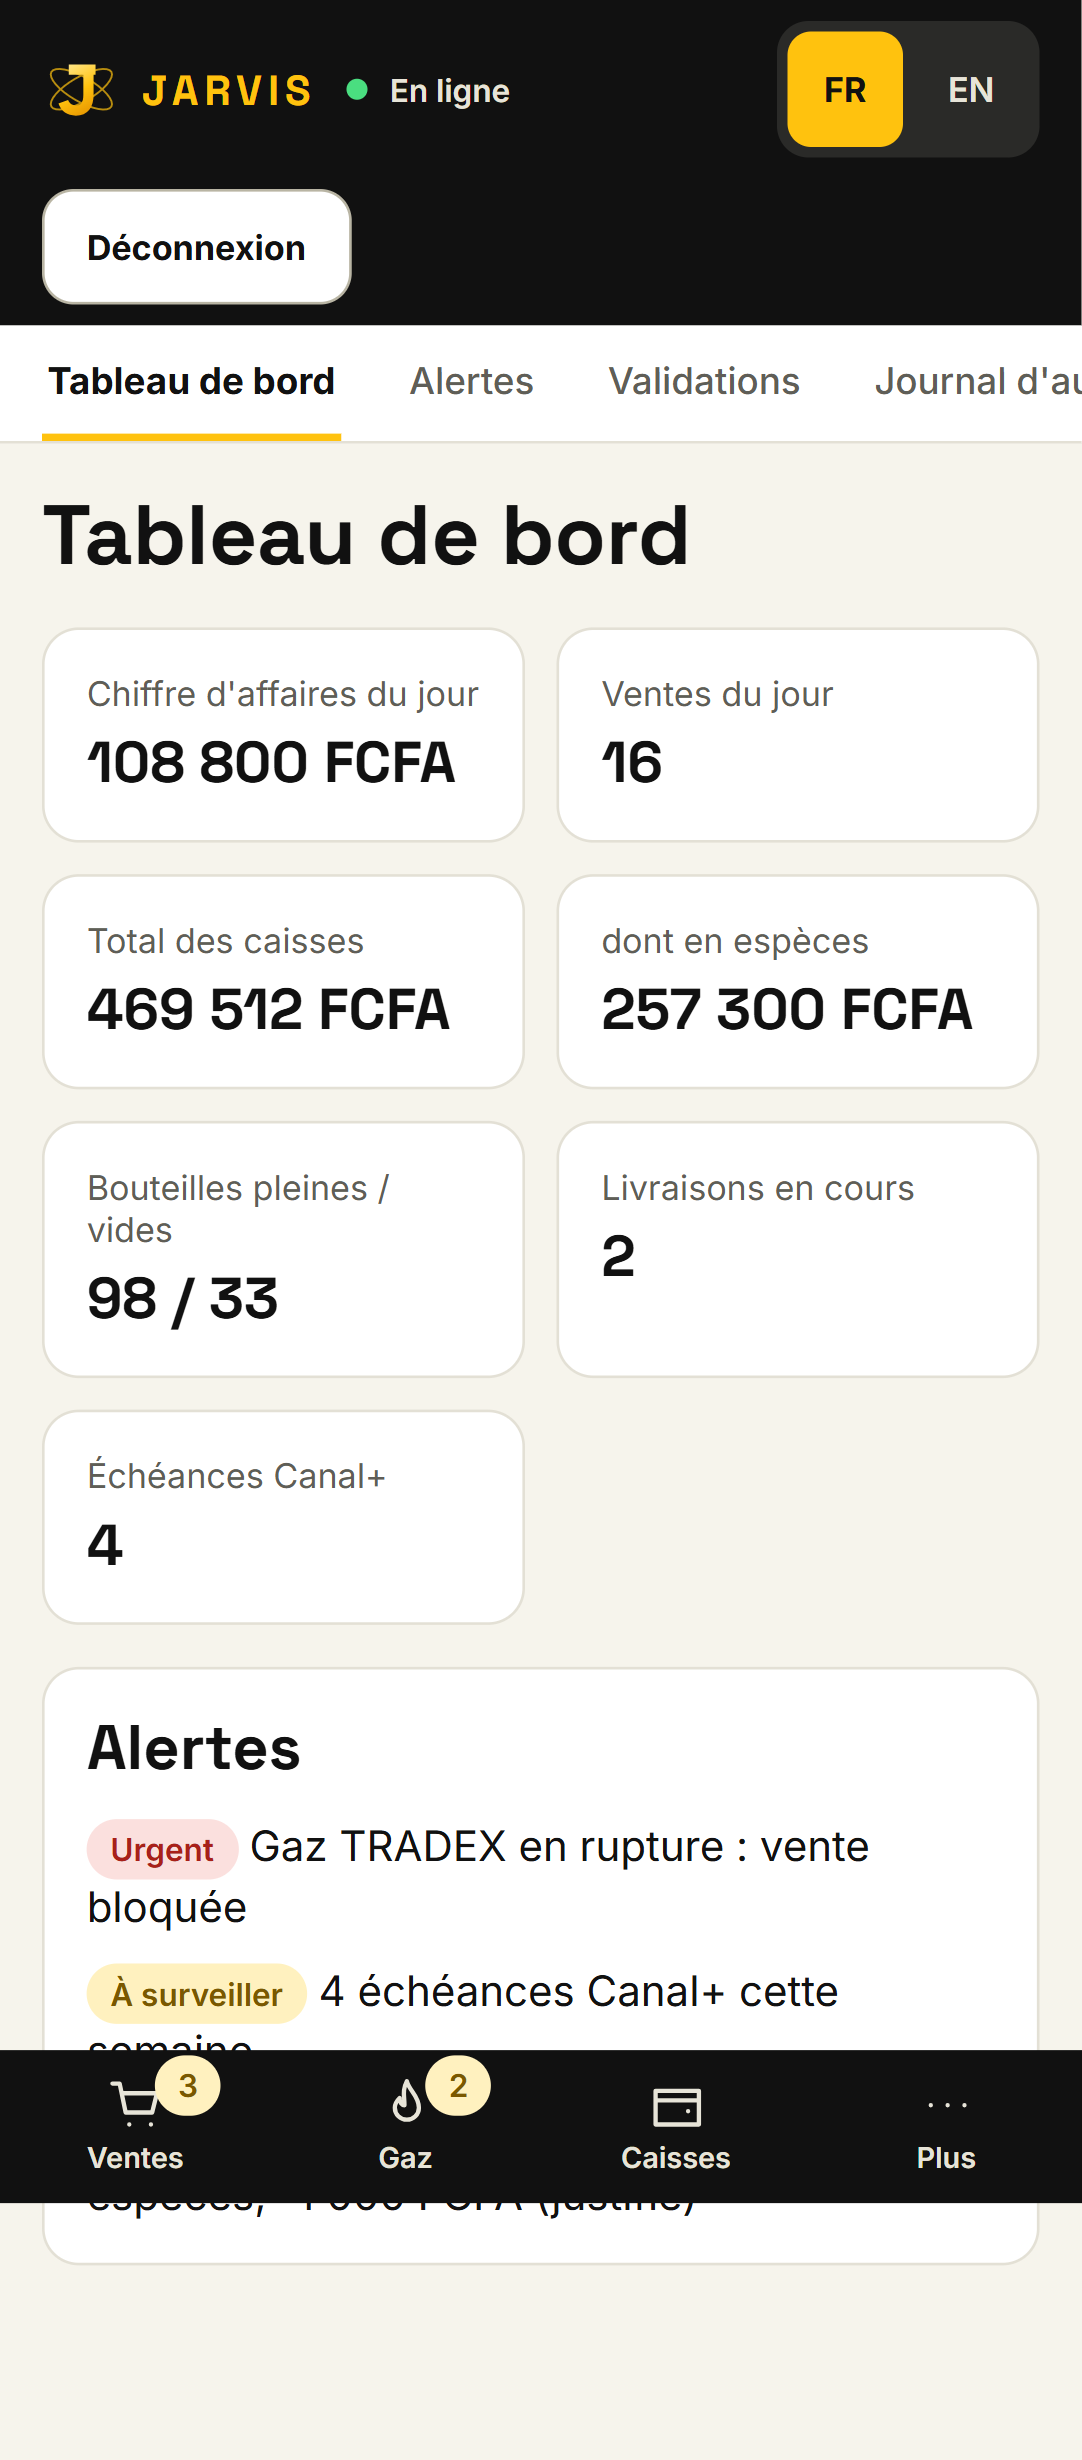 JARVIS
En ligne
FR
EN
Déconnexion
Tableau de bord
Alertes
Validations
Journal d'au
Tableau de bord
Chiffre d'affaires du jour
108 800 FCFA
Ventes du jour
16
Total des caisses
469 512 FCFA
dont en espèces
257 300 FCFA
Bouteilles pleines /
vides
98 / 33
Livraisons en cours
2
Échéances Canal+
4
Alertes
Urgent Gaz TRADEX en rupture : vente
bloquée
À surveiller 4 échéances Canal+ cette
semaine
3
2
Ventes
Gaz
Caisses
Plus